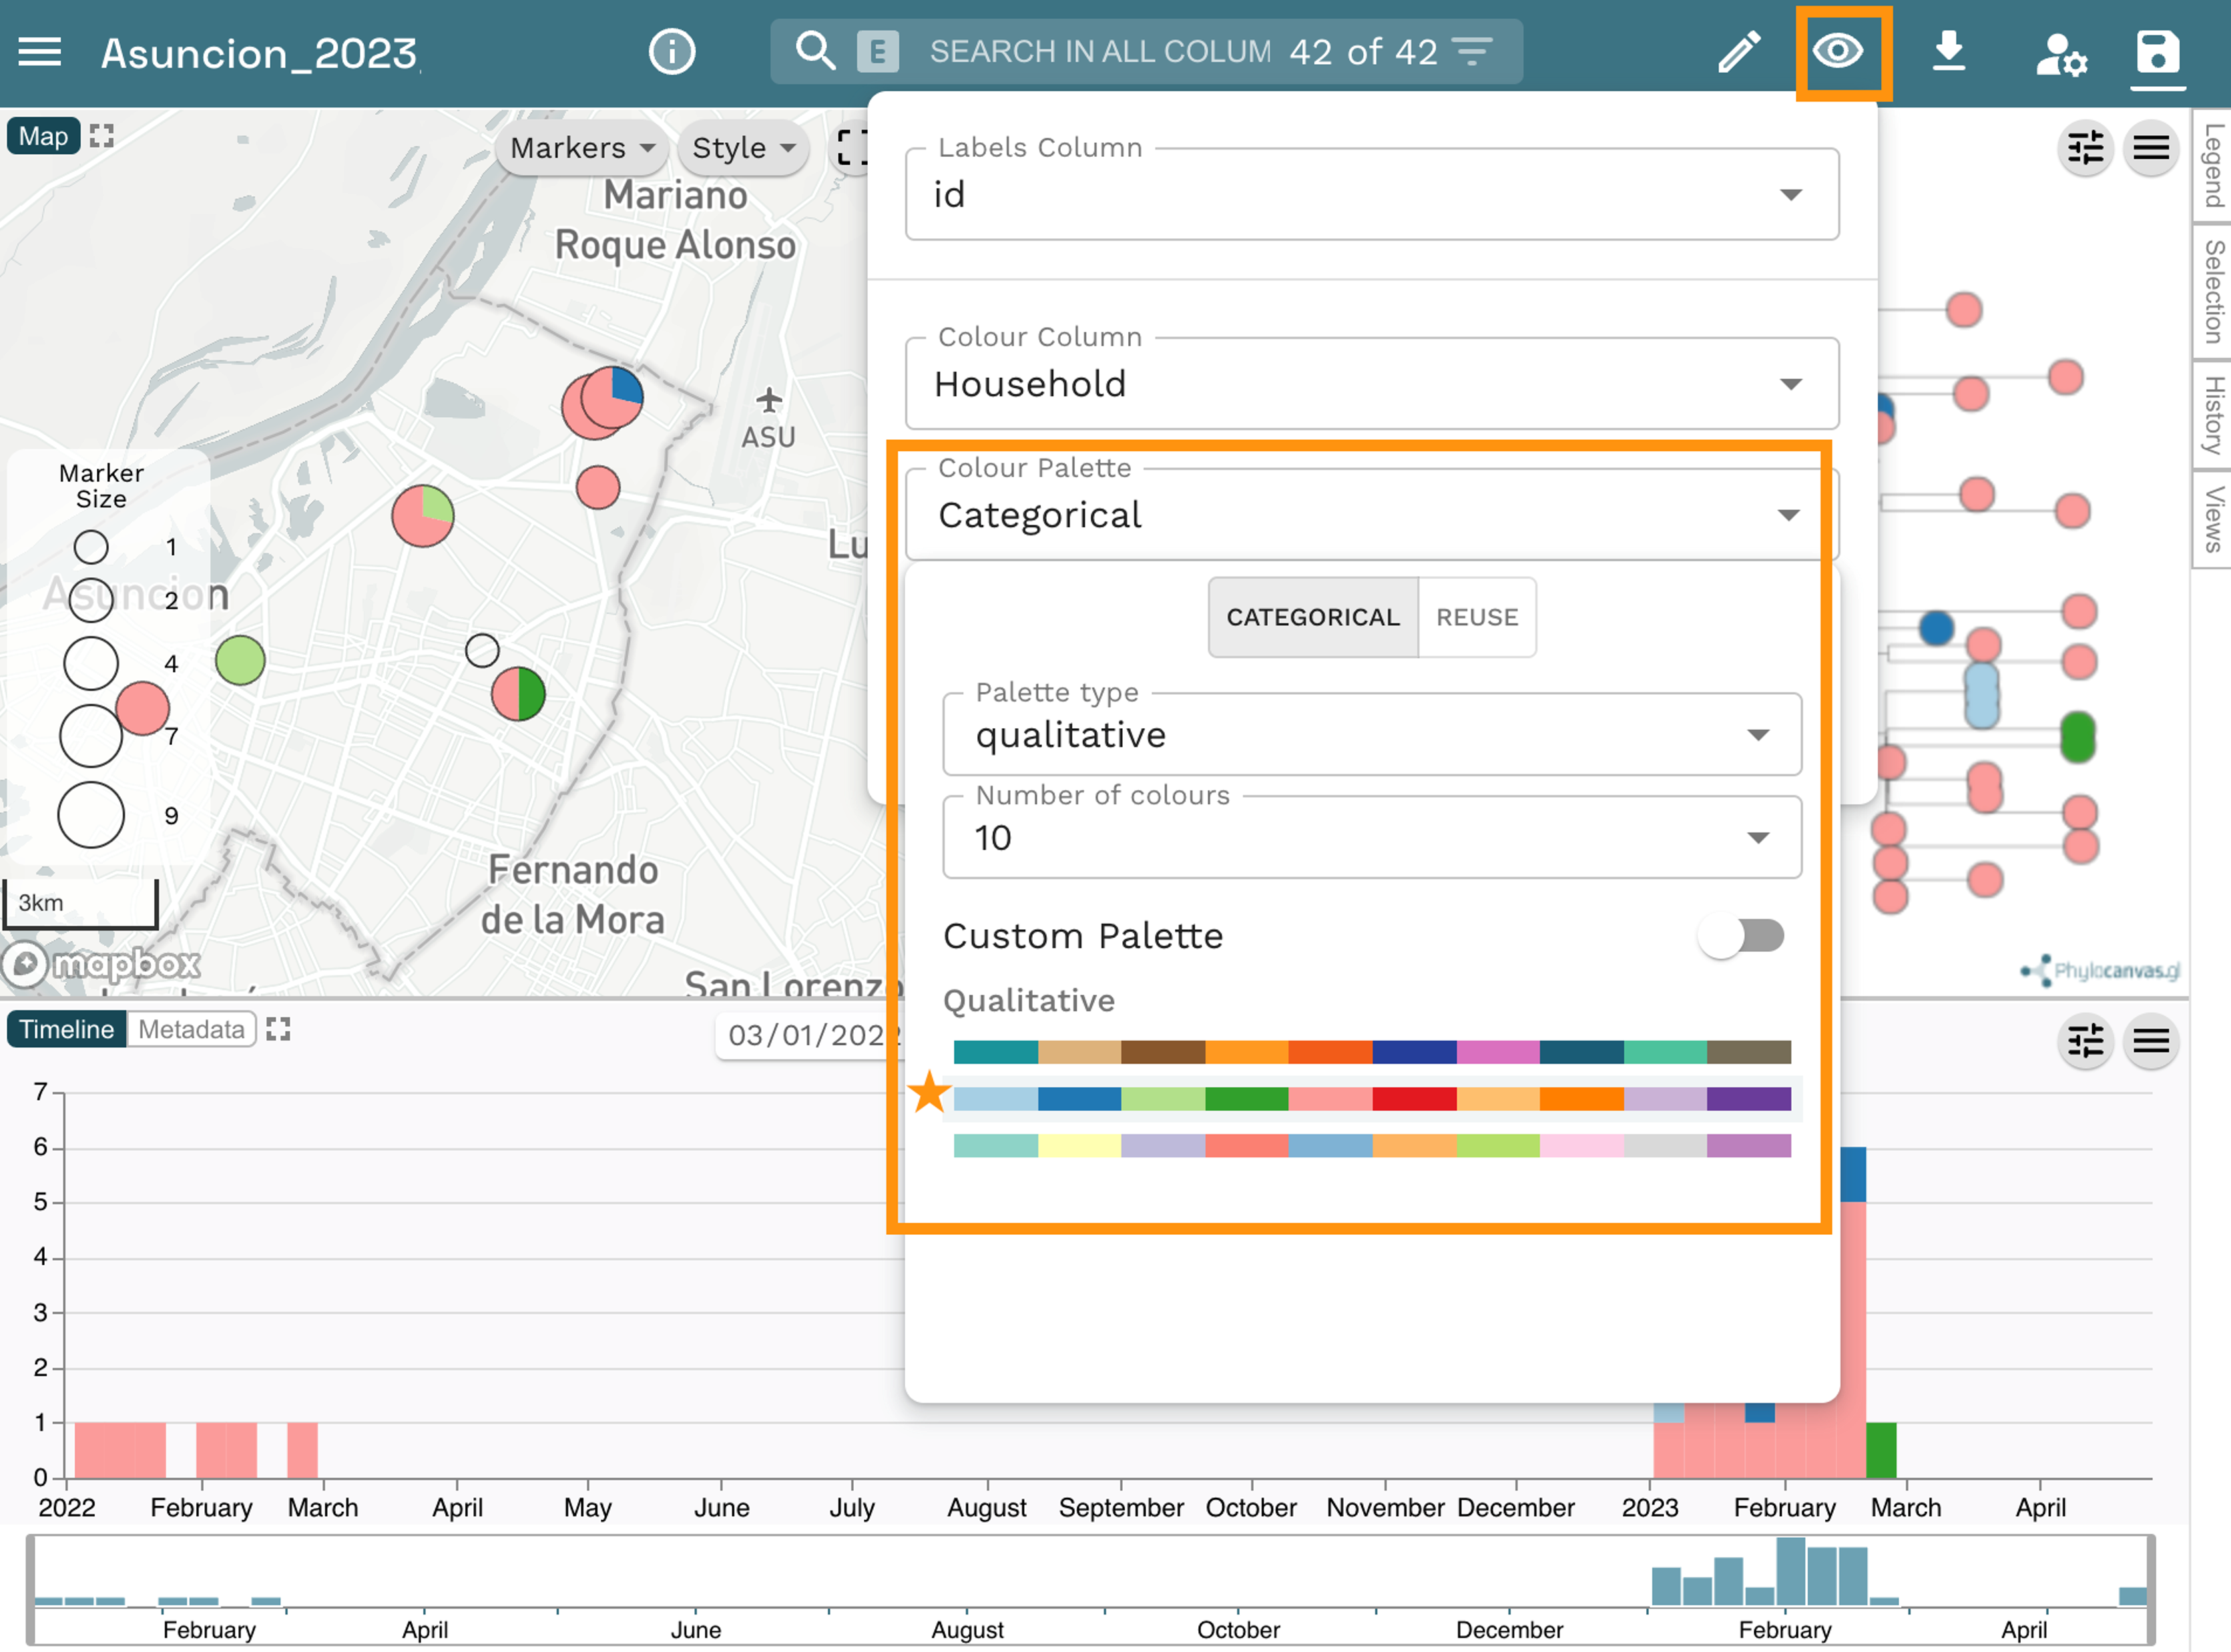 Asuncion_2023
E
SEARCH IN ALL COLUM
42 of 42
Map
Markers
Style
Mariano
Roque Alonso
ASU
Lu
Asuncion
Fernando
de la Mora
San Lorenzo
Marker
Size
1
2
4
7
9
3km
mapbox
Labels Column
id
Colour Column
Household
Colour Palette
Categorical
CATEGORICAL
REUSE
Palette type
qualitative
Number of colours
10
Custom Palette
Qualitative
Legend
Selection
History
Views
Phylocanvas.gl
Timeline
Metadata
03/01/2022
7
6
5
4
3
2
1
0
2022 February March April May June July August September October November December 2023 February March April
February April June August October December February April